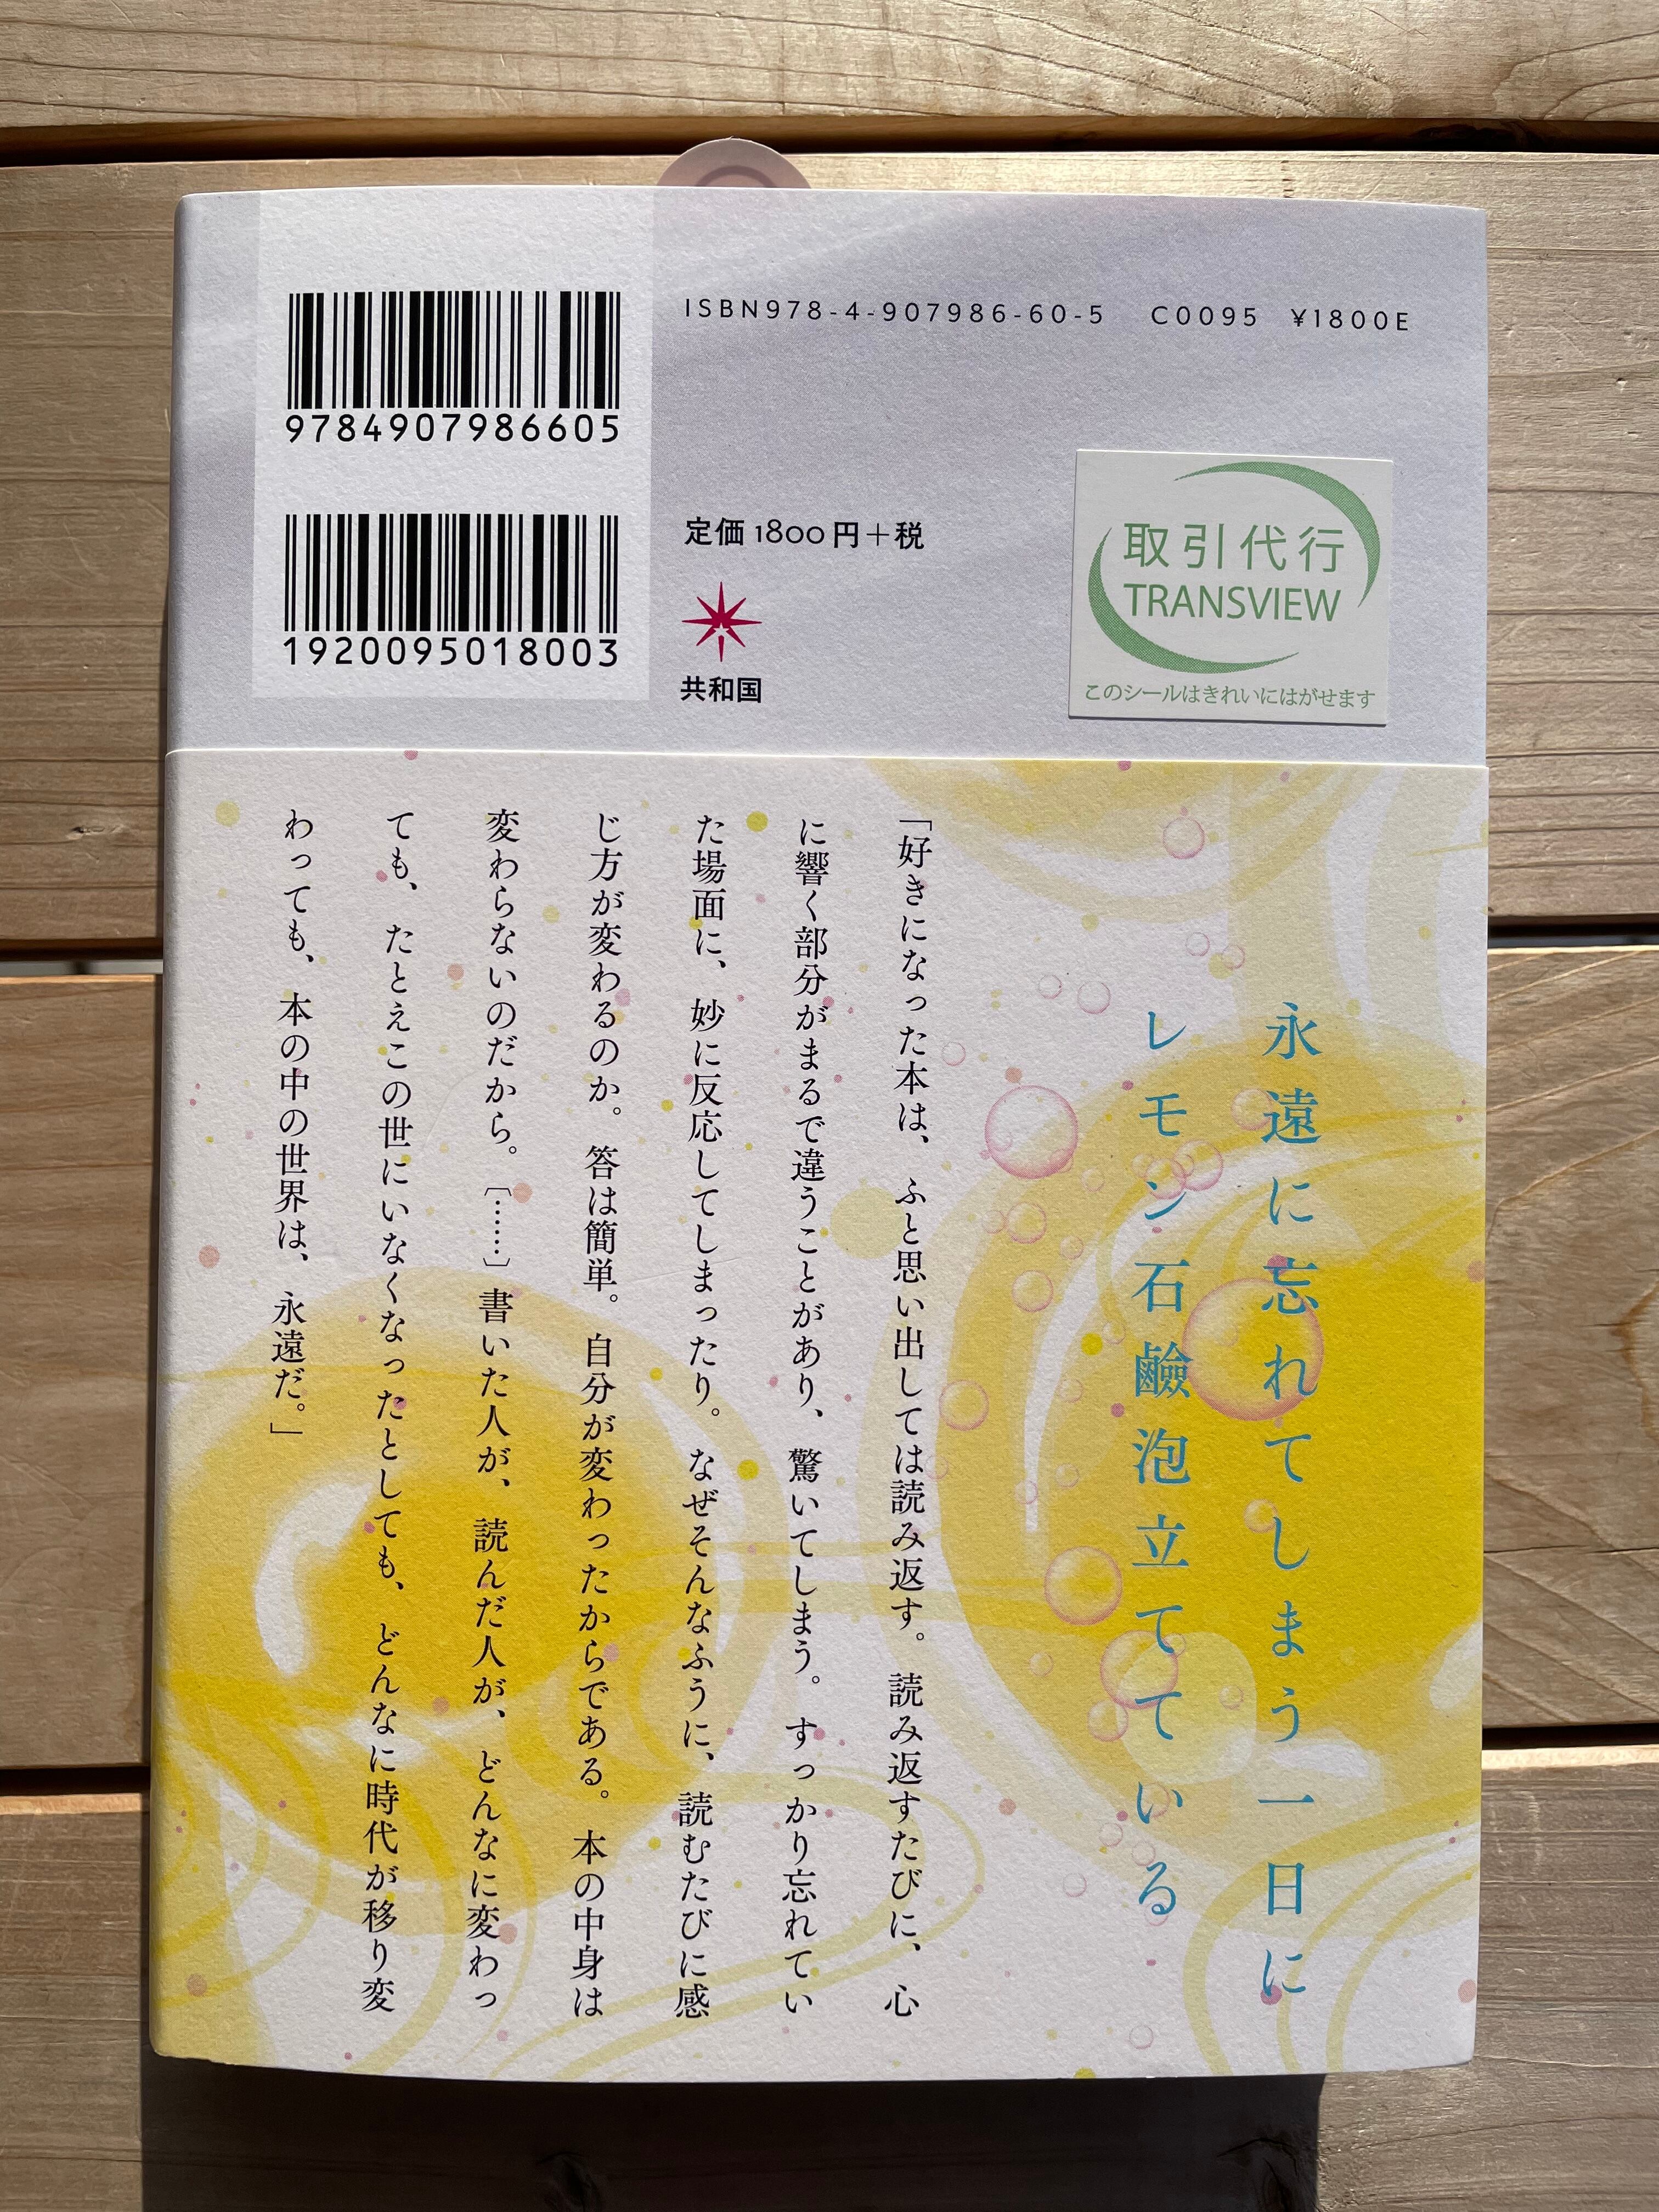 9784907986605
1920095018003
ISBN978-4-907986-60-5 C0095 ¥1800E
定価1800円+税
共和国
取引代行
TRANSVIEW
このシールはきれいにはがせます
永遠に忘れてしまう一日に
レモン石鹼泡立てている
「好きになった本は、ふと思い出しては読み返す。読み返すたびに、心
に響く部分がまるで違うことがあり、驚いてしまう。すっかり忘れてい
た場面に、妙に反応してしまったり。なぜそんなふうに、読むたびに感
じ方が変わるのか。答は簡単。自分が変わったからである。本の中身は
変わらないのだから。〔……〕書いた人が、読んだ人が、どんなに変わっ
ても、たとえこの世にいなくなったとしても、どんなに時代が移り変
わっても、本の中の世界は、永遠だ。」